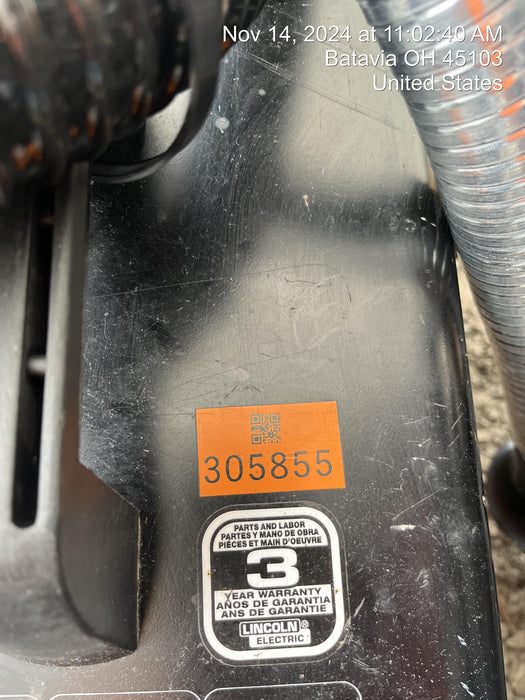 Nov 14, 2024 at 11:02:40 AM
Batavia OH 45103
United States
305855
PARTS AND LABOR
PARTES Y MANO DE OBRA
PIÈCES ET MAIN D'OEUVRE
3
YEAR WARRANTY
AÑOS DE GARANTIA
ANS DE GARANTIE
LINCOLN®
ELECTRIC